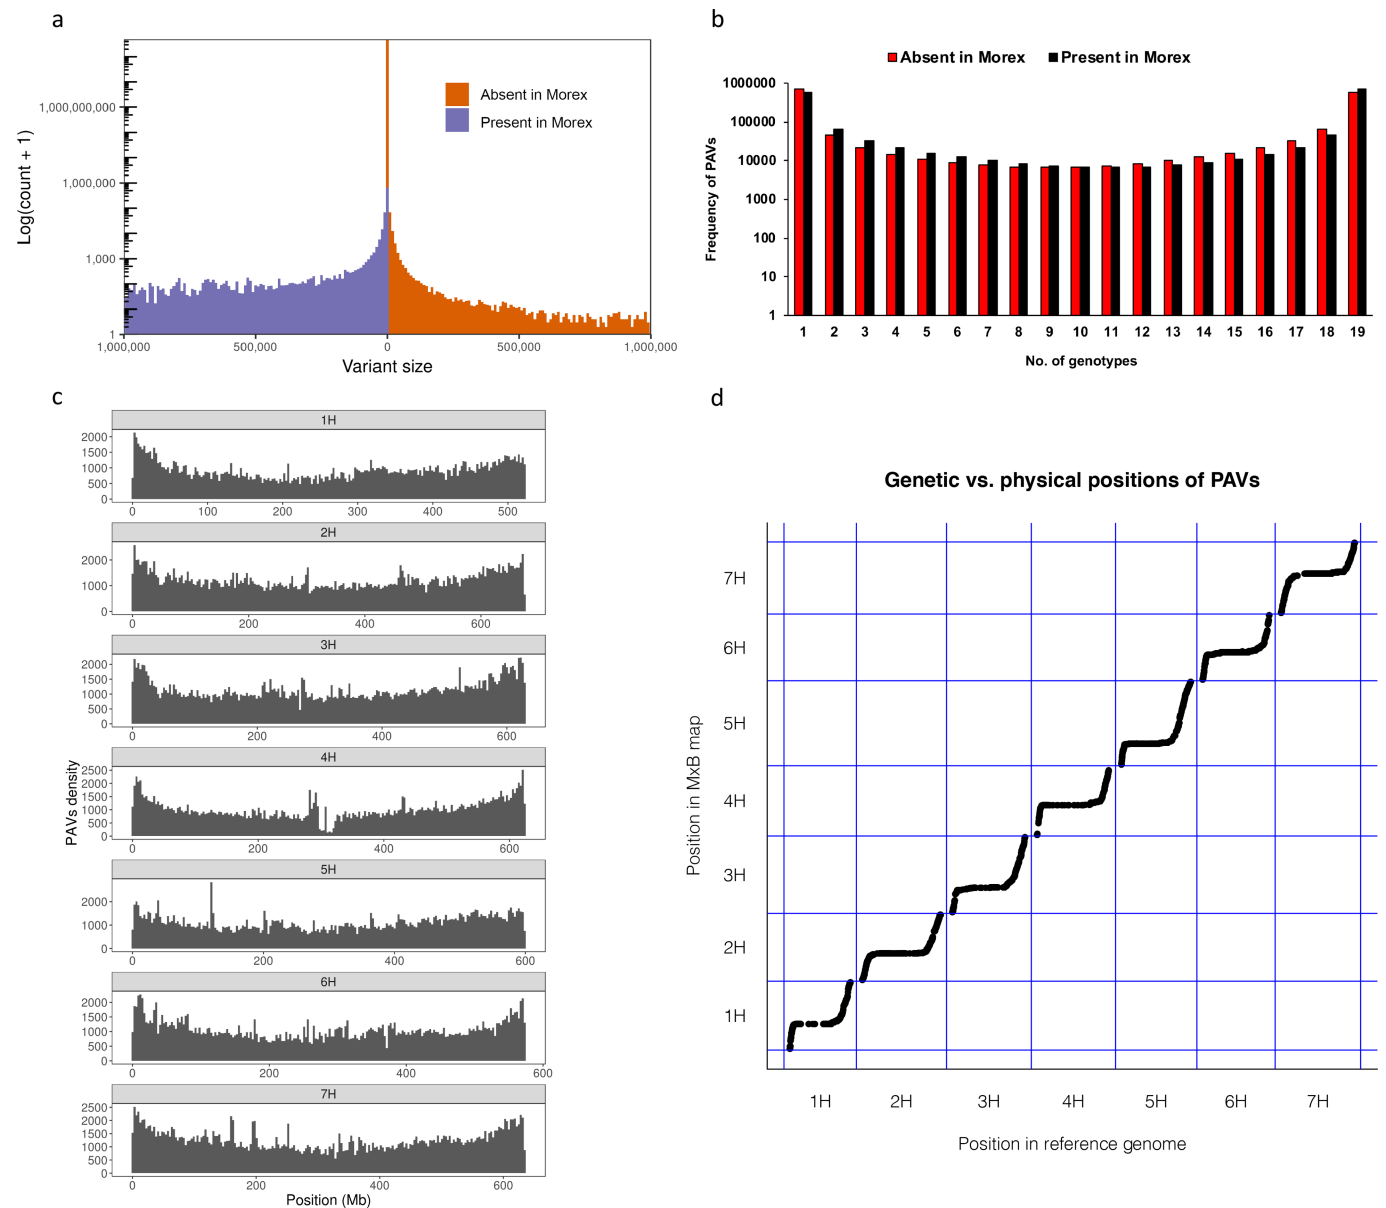 a
Log(count + 1)
1,000,000,000
1,000,000
1,000
1
1,000,000
500,000
0
500,000
1,000,000
Variant size
Absent in Morex
Present in Morex
b
Absent in Morex
Present in Morex
Frequency of PAVs
1000000
100000
10000
1000
100
10
1
1 2 3 4 5 6 7 8 9 10 11 12 13 14 15 16 17 18 19
No. of genotypes
c
PAVs density
1H
2000
1500
1000
500
0
0 100 200 300 400 500
2H
2000
1000
0
0 200 400 600
3H
2000
1500
1000
500
0
0 200 400 600
4H
2500
2000
1500
1000
500
0
0 200 400 600
5H
2000
1000
0
0 200 400 600
6H
2000
1500
1000
500
0
0 200 400 600
7H
2500
2000
1500
1000
500
0
0 200 400 600
Position (Mb)
d
Genetic vs. physical positions of PAVs
Position in MxB map
7H
6H
5H
4H
3H
2H
1H
1H 2H 3H 4H 5H 6H 7H
Position in reference genome